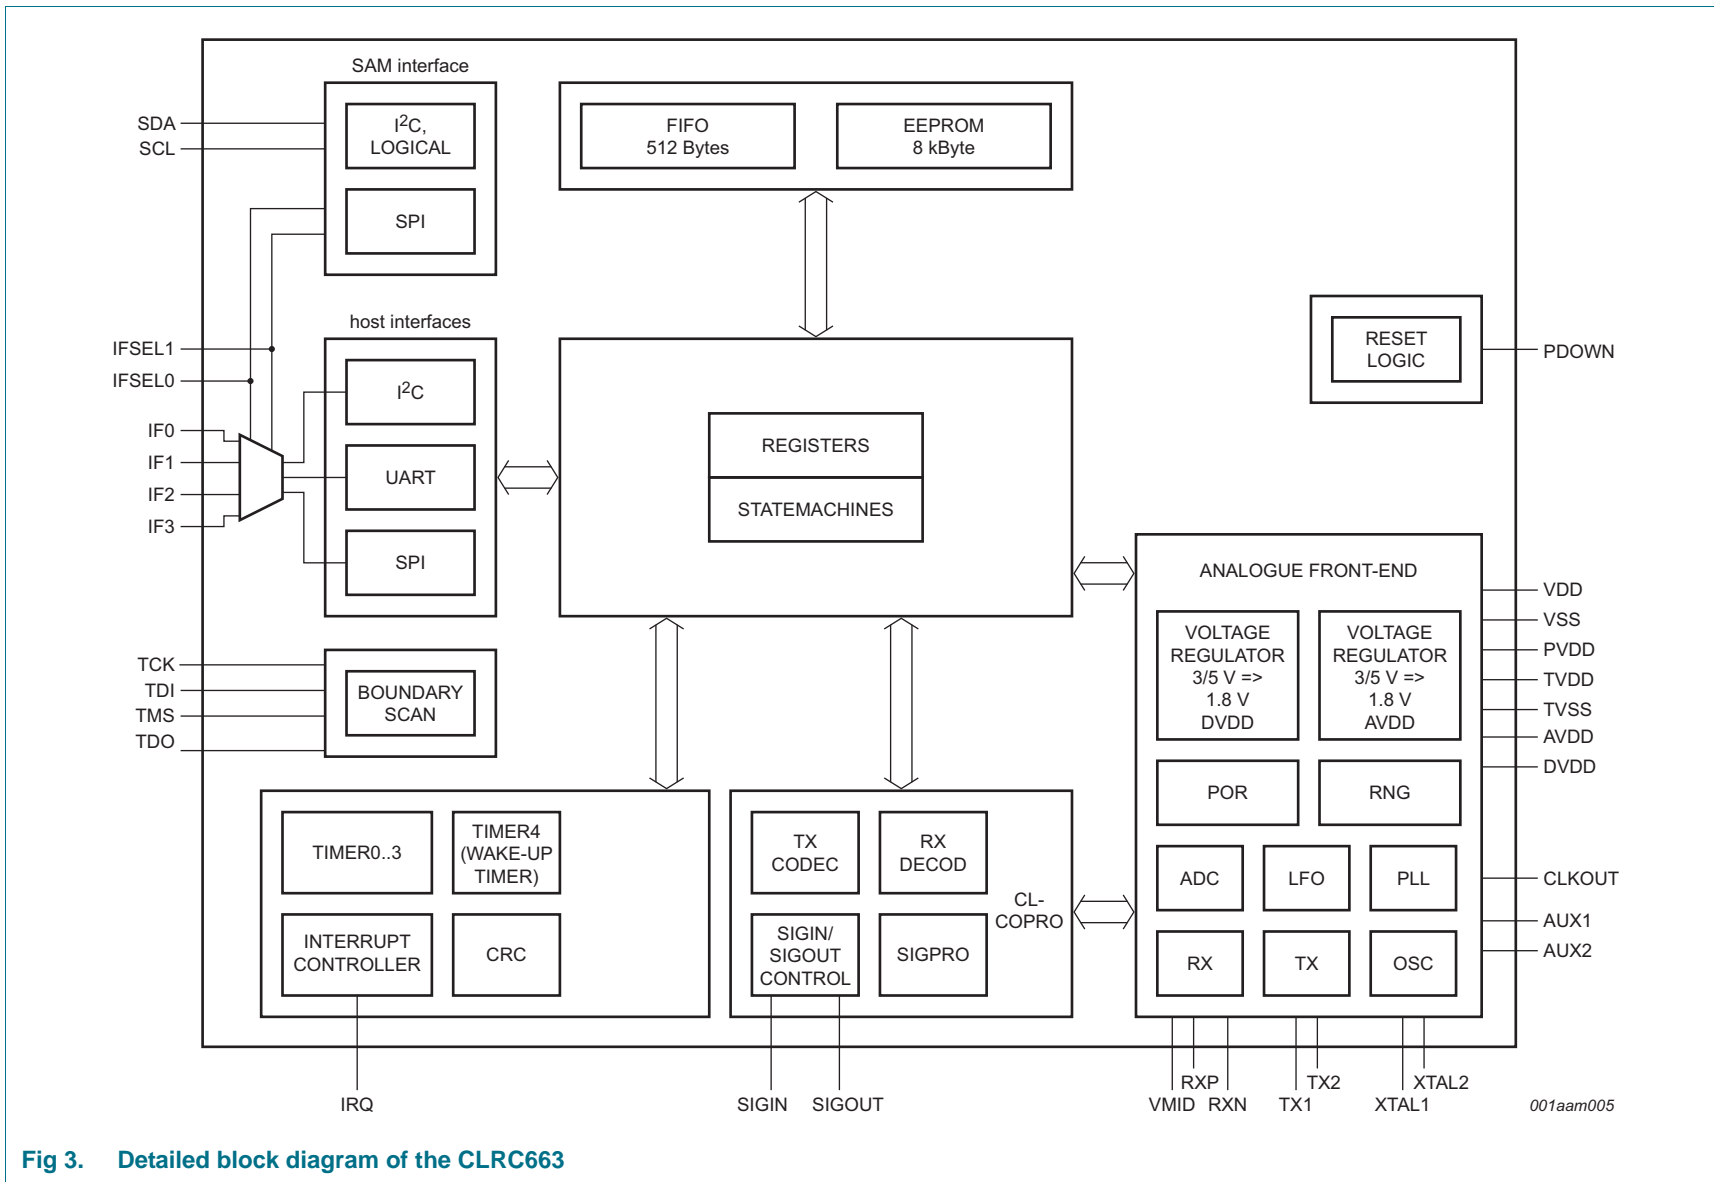 SAM interface
SDA
SCL
I2C,
LOGICAL
SPI
FIFO
512 Bytes
EEPROM
8 kByte
host interfaces
IFSEL1
IFSEL0
IF0
IF1
IF2
IF3
I2C
UART
SPI
REGISTERS
STATEMACHINES
RESET
LOGIC
PDOWN
TCK
TDI
TMS
TDO
BOUNDARY
SCAN
ANALOGUE FRONT-END
VOLTAGE
REGULATOR
3/5 V =>
1.8 V
DVDD
VOLTAGE
REGULATOR
3/5 V =>
1.8 V
AVDD
POR
RNG
ADC
LFO
PLL
RX
TX
OSC
VDD
VSS
PVDD
TVDD
TVSS
AVDD
DVDD
CLKOUT
AUX1
AUX2
TIMER0..3
TIMER4
(WAKE-UP
TIMER)
INTERRUPT
CONTROLLER
CRC
TX
CODEC
RX
DECOD
SIGIN/
SIGOUT
CONTROL
SIGPRO
CL-
COPRO
IRQ
SIGIN
SIGOUT
RXP
VMID
RXN
TX2
TX1
XTAL2
XTAL1
001aam005
Fig 3. Detailed block diagram of the CLRC663